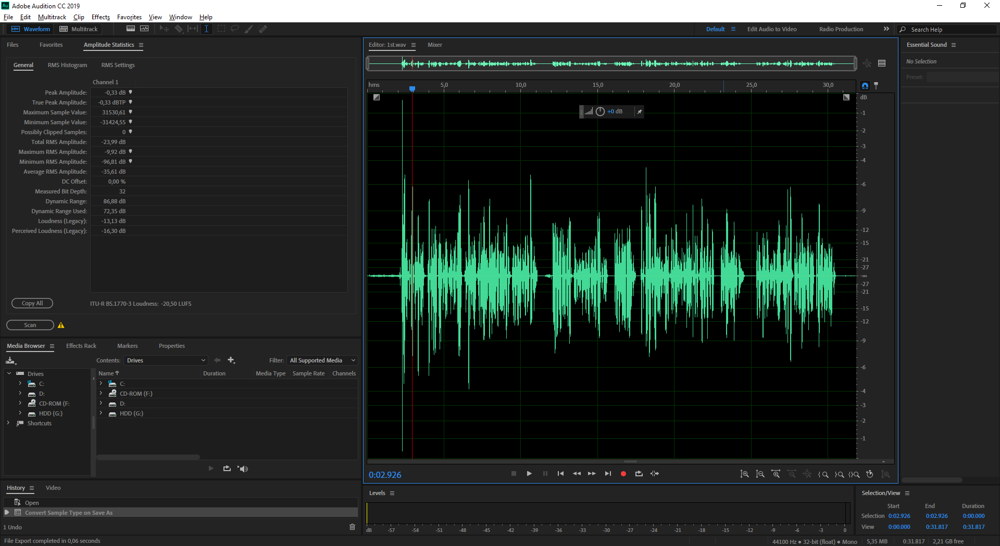 Au Adobe Audition CC 2019
File Edit Multitrack Clip Effects Favorites View Window Help
Waveform Multitrack Default Edit Audio to Video Radio Production Search Help
Files Favorites Amplitude Statistics
General RMS Histogram RMS Settings
Channel 1
Peak Amplitude: -0,33 dB
True Peak Amplitude: -0,33 dBTP
Maximum Sample Value: 31530,61
Minimum Sample Value: -31424,55
Possibly Clipped Samples: 0
Total RMS Amplitude: -23,99 dB
Maximum RMS Amplitude: -9,92 dB
Minimum RMS Amplitude: -96,81 dB
Average RMS Amplitude: -35,61 dB
DC Offset: 0,00 %
Measured Bit Depth: 32
Dynamic Range: 86,88 dB
Dynamic Range Used: 72,35 dB
Loudness (Legacy): -13,13 dB
Perceived Loudness (Legacy): -16,30 dB
Copy All ITU-R BS.1770-3 Loudness: -20,50 LUFS
Scan
Media Browser Effects Rack Markers Properties
Contents: Drives Filter: All Supported Media
Drives
C:
D:
CD-ROM (F:
HDD (G:)
Shortcuts
Name Duration Media Type Sample Rate Channels
C:
CD-ROM (F:)
D:
HDD (G:)
History Video
Open
Convert Sample Type on Save As
1 Undo
File Export completed in 0,06 seconds
Editor: 1st.wav Mixer
hms 5,0 10,0 15,0 20,0 25,0 30,0
+0 dB
dB
-1
-2
-3
-4
-6
-9
-12
-15
-21
-27
-∞
-27
-21
-15
-12
-9
-6
-4
-3
-2
-1
0:02.926
Levels
dB -57 -54 -51 -48 -45 -42 -39 -36 -33 -30 -27 -24 -21 -18 -15 -12 -9 -6 -3 0
Essential Sound
No Selection
Preset:
Selection/View
Start End Duration
Selection 0:02.926 0:02.926 0:00.000
View 0:00.000 0:31.817 0:31.817
44100 Hz ● 32-bit (float) ● Mono 5,35 MB 0:31.817 2,21 GB free